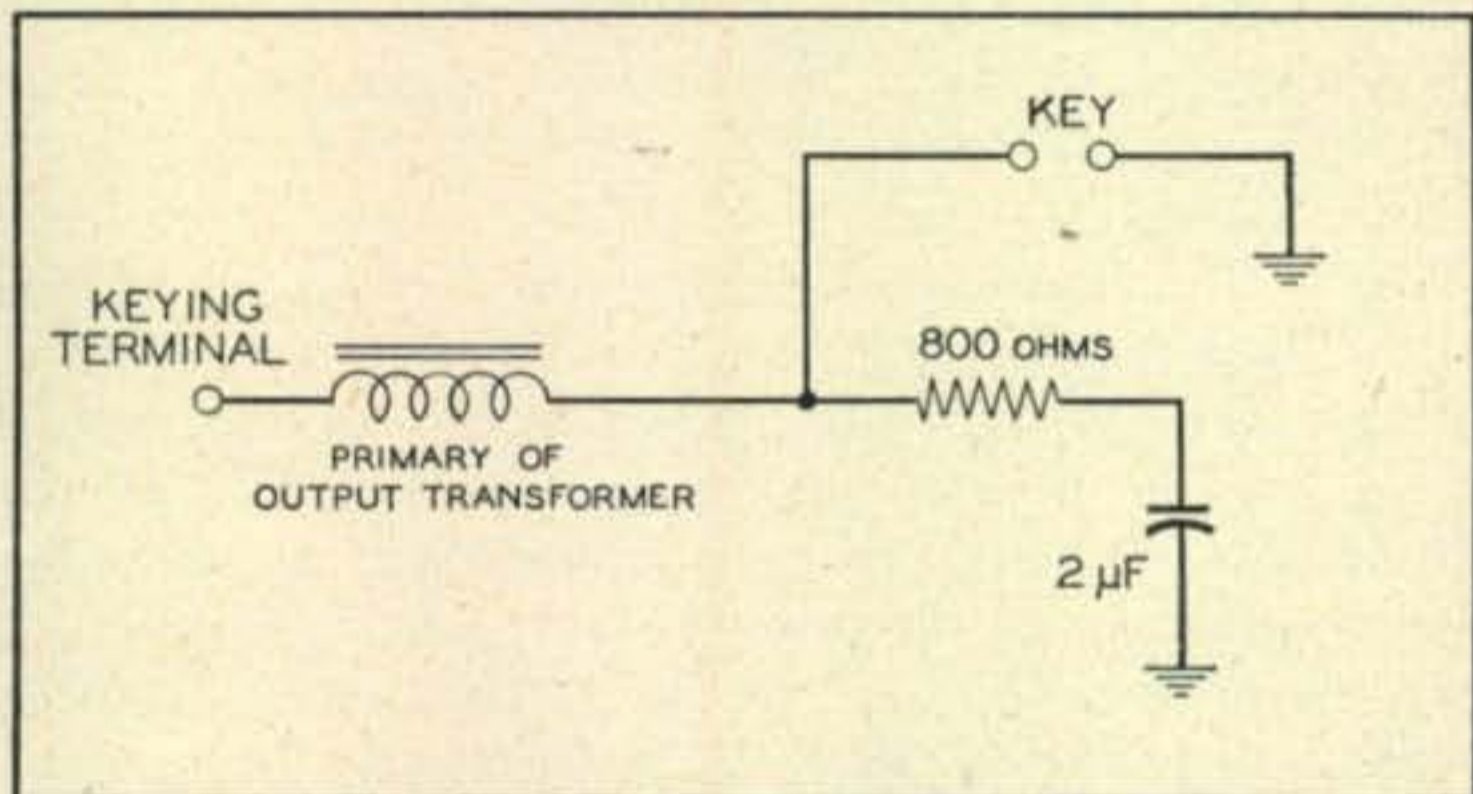 KEY
KEYING
TERMINAL
800 OHMS
PRIMARY OF
OUTPUT TRANSFORMER
2 µF